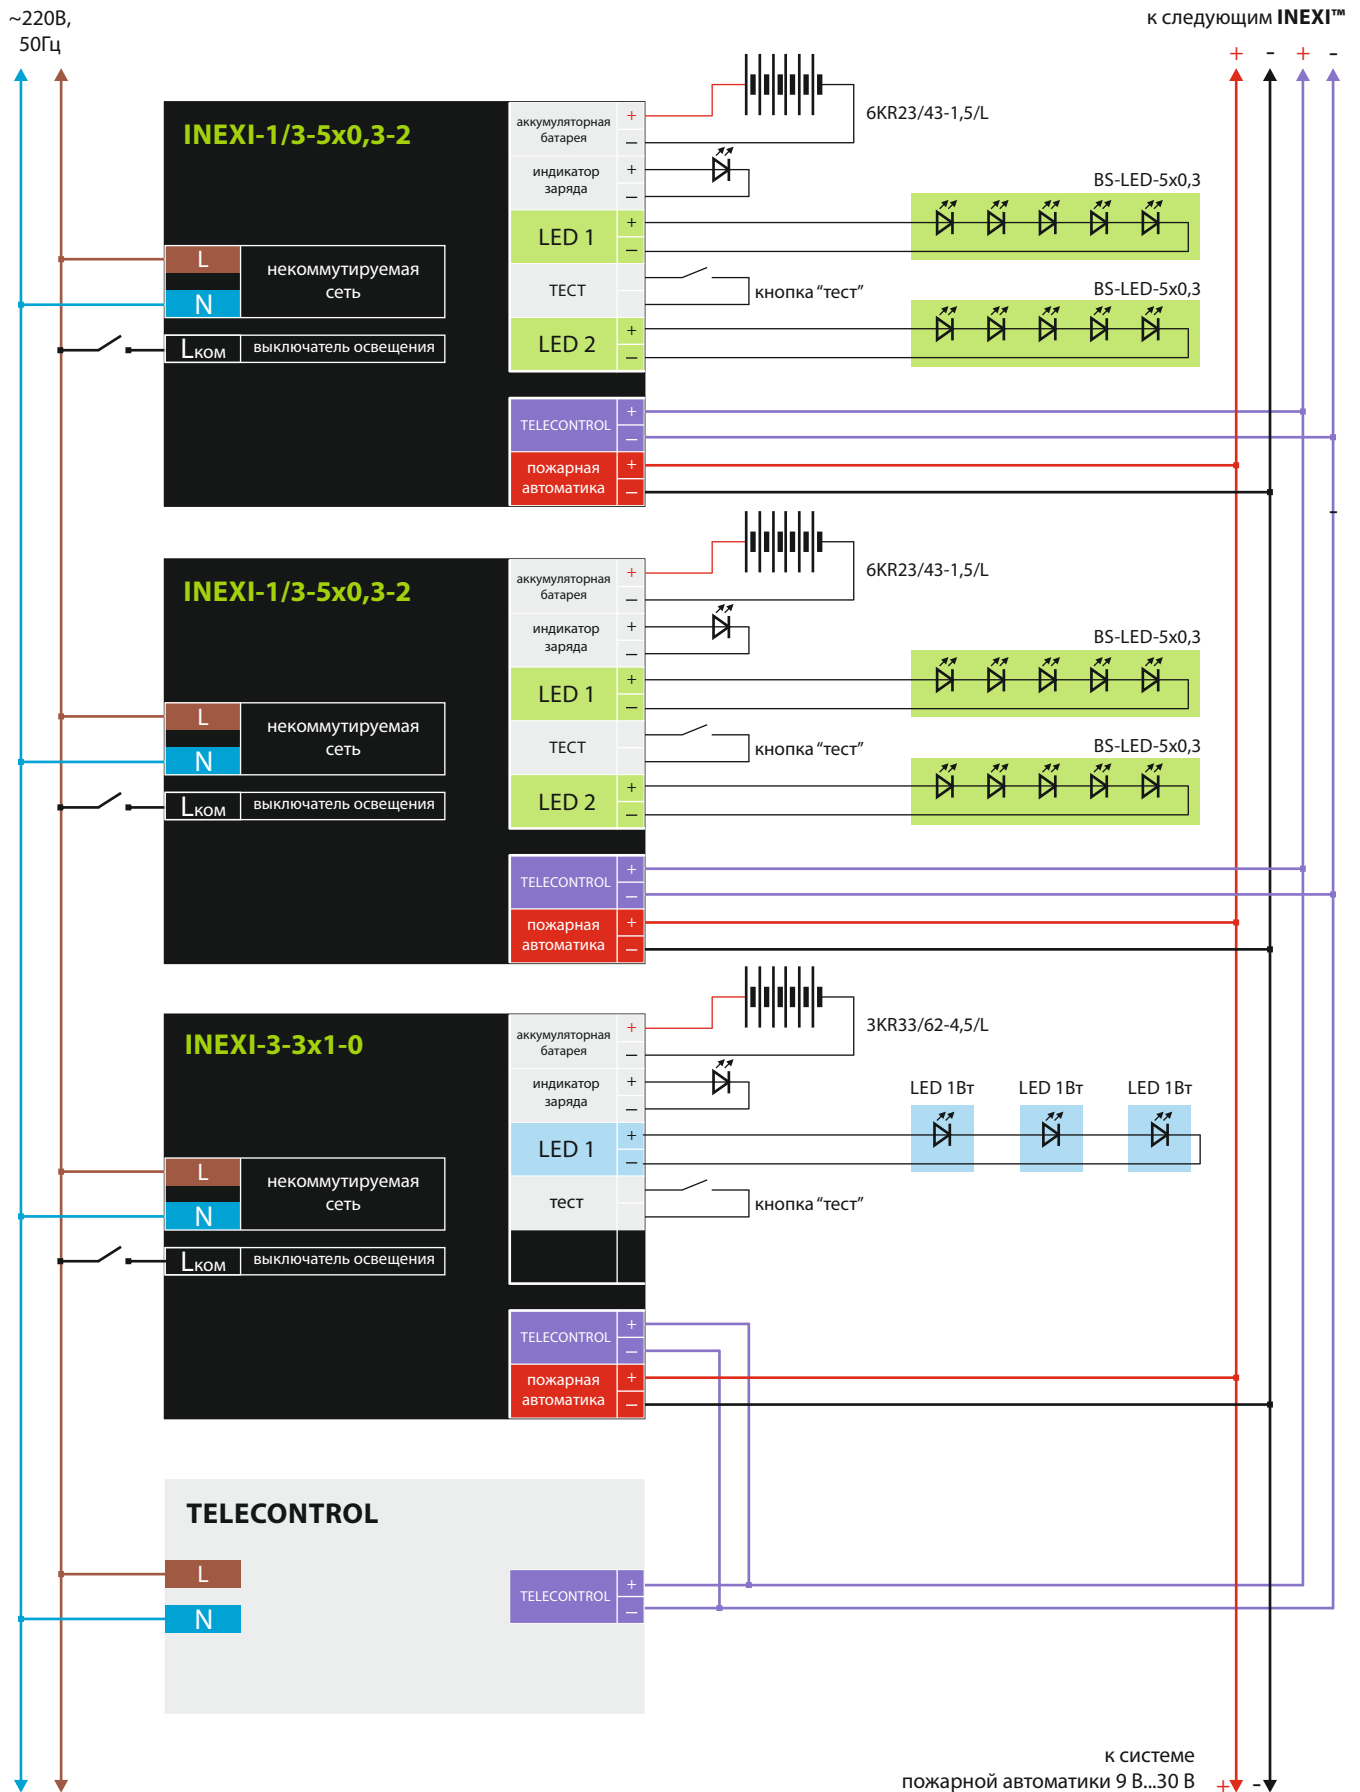 ~220В,
50Гц
к следующим INEXI™
+ - + -
INEXI-1/3-5x0,3-2
аккумуляторная
батарея
+
–
6KR23/43-1,5/L
индикатор
заряда
+
–
BS-LED-5x0,3
LED 1
+
–
L
N
некоммутируемая
сеть
ТЕСТ
кнопка “тест”
BS-LED-5x0,3
Lком
выключатель освещения
LED 2
+
–
TELECONTROL
+
–
пожарная
автоматика
+
–
-
INEXI-1/3-5x0,3-2
аккумуляторная
батарея
+
–
6KR23/43-1,5/L
индикатор
заряда
+
–
BS-LED-5x0,3
LED 1
+
–
L
N
некоммутируемая
сеть
ТЕСТ
кнопка “тест”
BS-LED-5x0,3
Lком
выключатель освещения
LED 2
+
–
TELECONTROL
+
–
пожарная
автоматика
+
–
INEXI-3-3x1-0
аккумуляторная
батарея
+
–
3KR33/62-4,5/L
индикатор
заряда
+
–
LED 1Вт LED 1Вт LED 1Вт
LED 1
+
–
L
N
некоммутируемая
сеть
тест
кнопка “тест”
Lком
выключатель освещения
TELECONTROL
+
–
пожарная
автоматика
+
–
TELECONTROL
L
N
TELECONTROL
+
–
к системе
пожарной автоматики 9 В...30 В
+ -